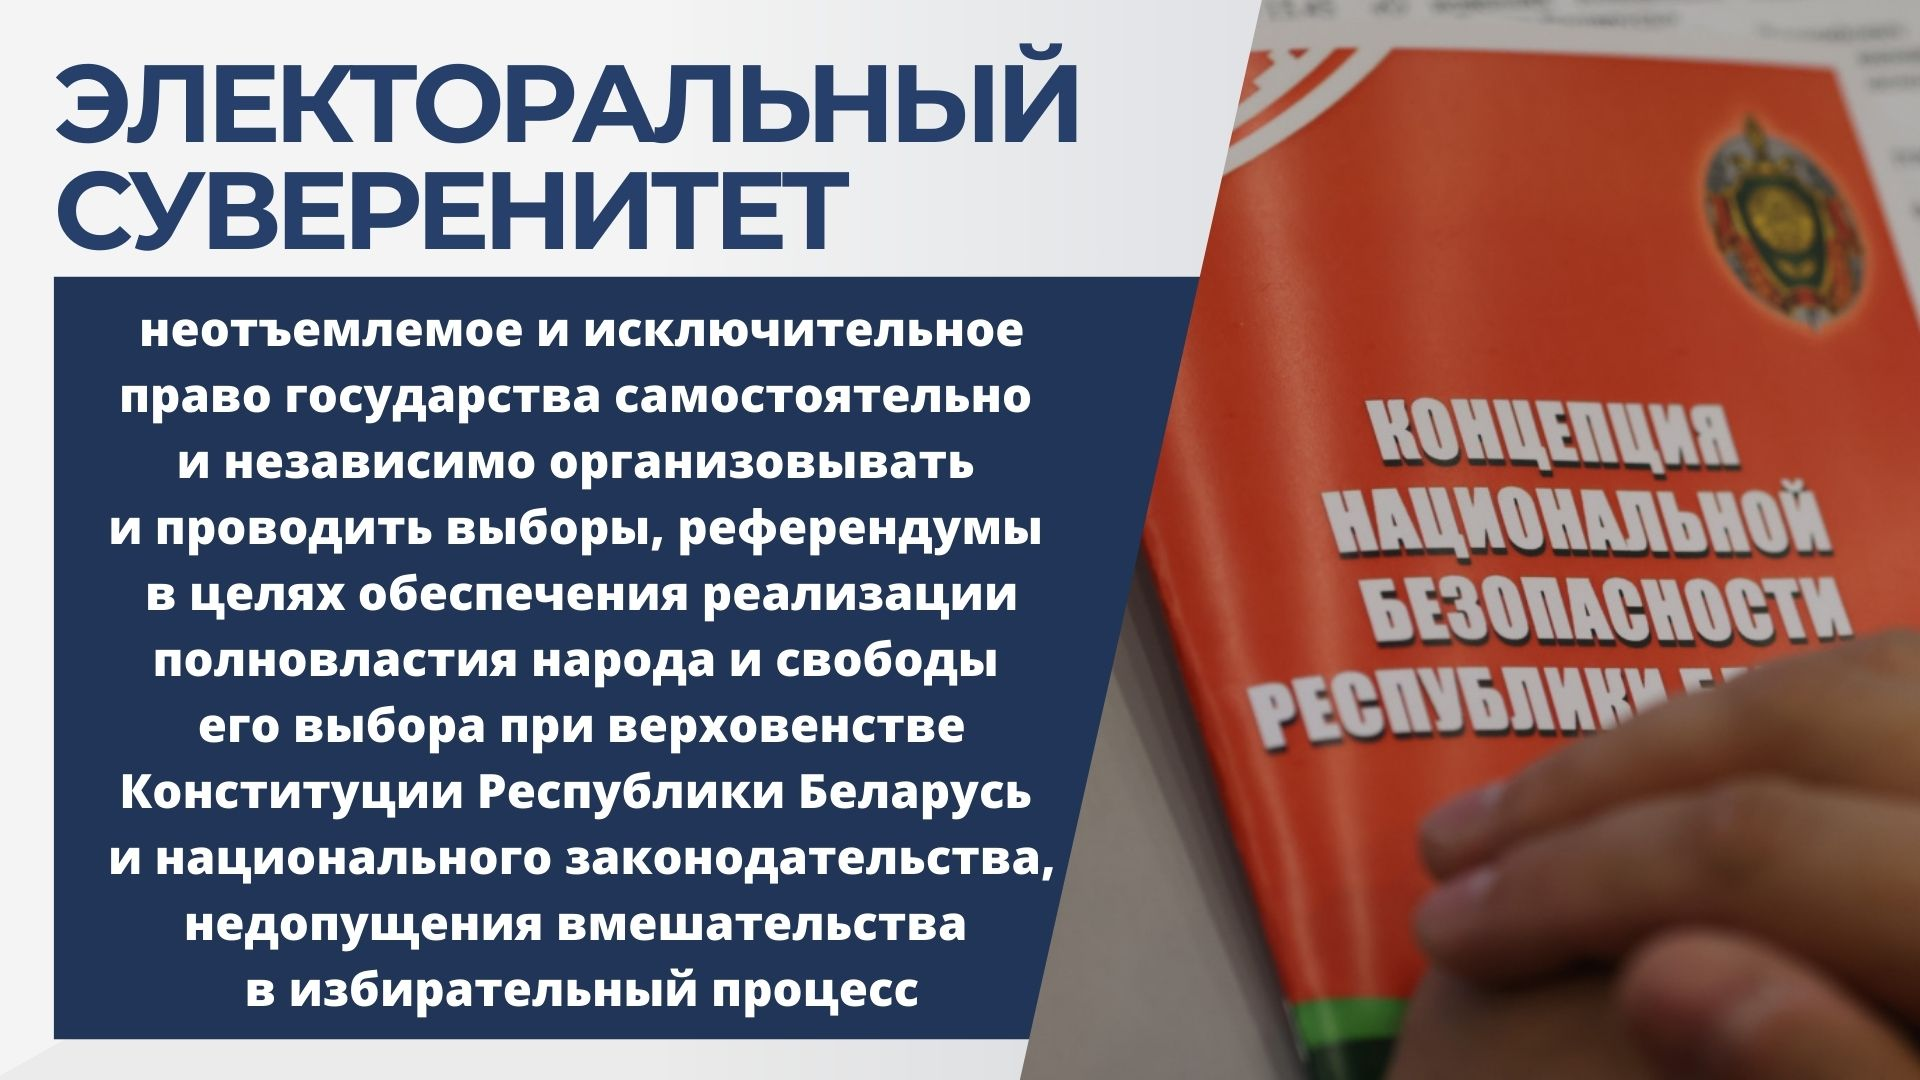 ЭЛЕКТОРАЛЬНЫЙ
СУВЕРЕНИТЕТ
неотъемлемое и исключительное
право государства самостоятельно
и независимо организовывать
и проводить выборы, референдумы
в целях обеспечения реализации
полновластия народа и свободы
его выбора при верховенстве
Конституции Республики Беларусь
и национального законодательства,
недопущения вмешательства
в избирательный процесс
КОНЦЕПЦИЯ
НАЦИОНАЛЬНОЙ
БЕЗОПАСНОСТИ
РЕСПУБЛИКИ